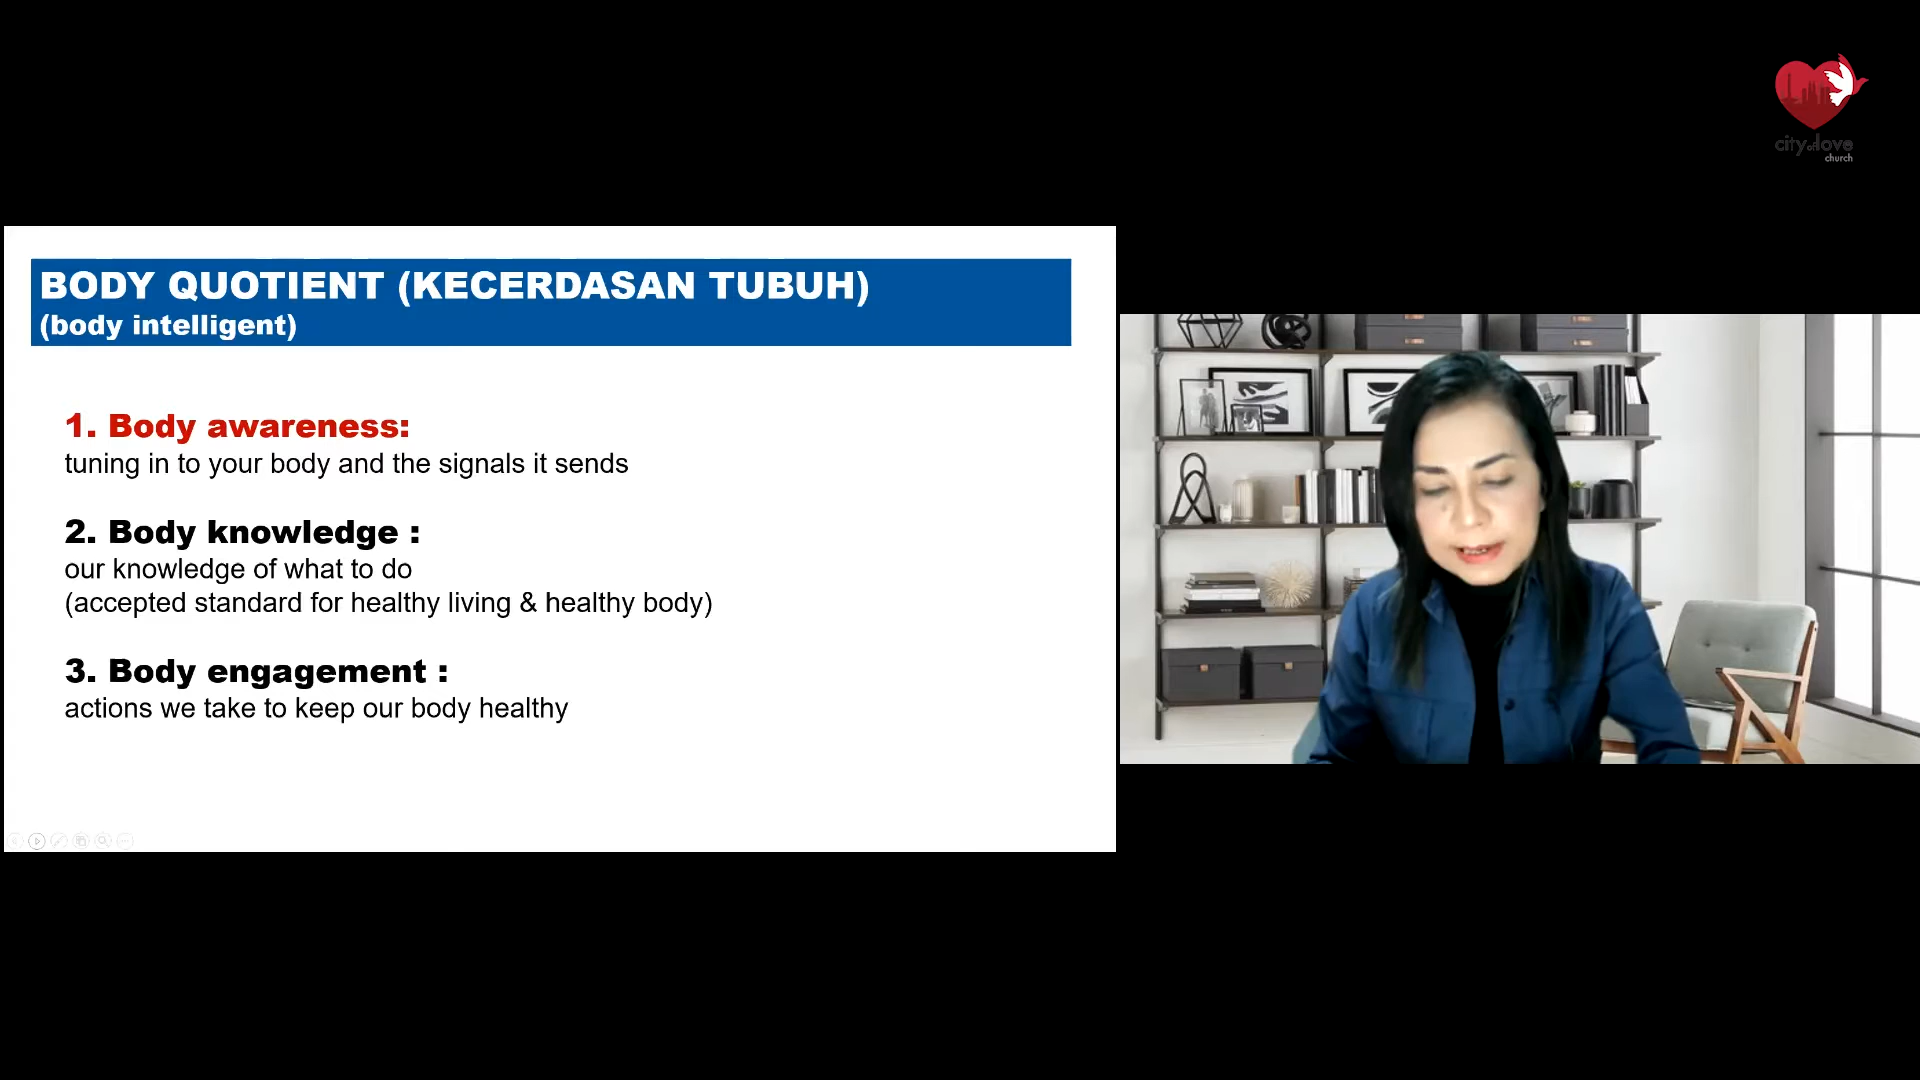 BODY QUOTIENT (KECERDASAN TUBUH)
(body intelligent)
1. Body awareness:
tuning in to your body and the signals it sends
2. Body knowledge :
our knowledge of what to do
(accepted standard for healthy living & healthy body)
3. Body engagement :
actions we take to keep our body healthy
city of love
church